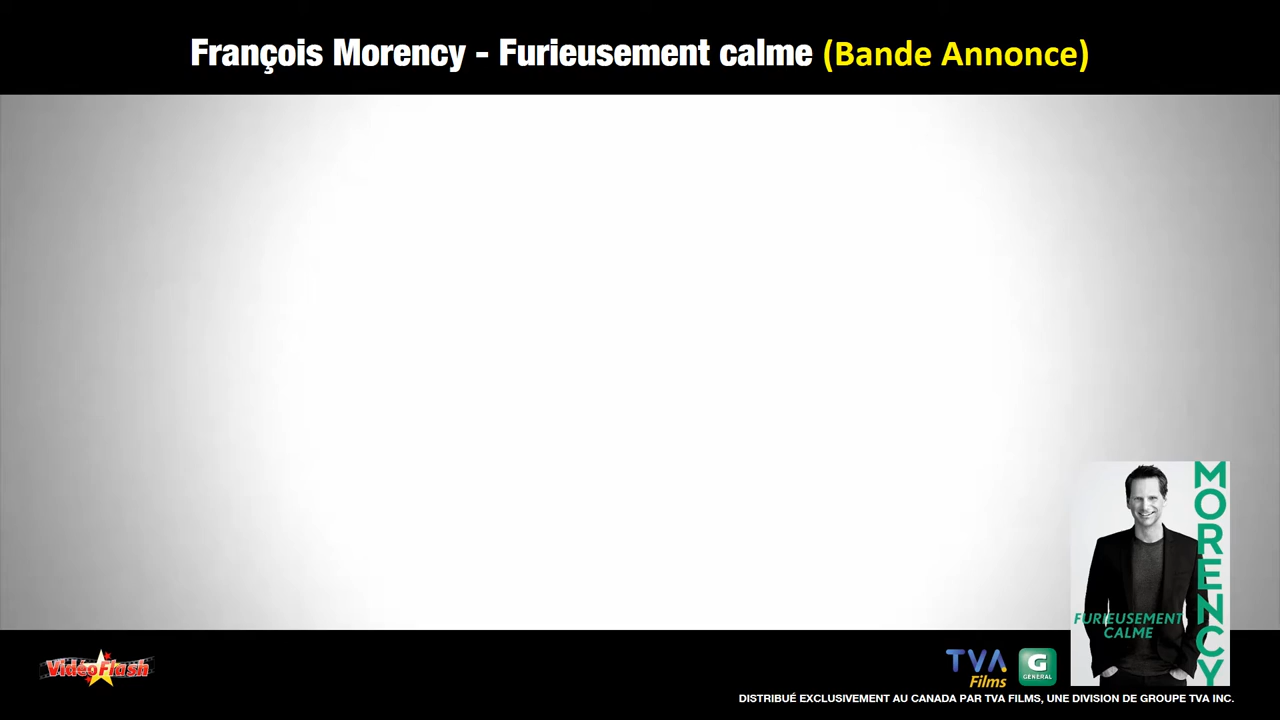 François Morency - Furieusement calme (Bande Annonce)
MORENCY
FURIEUSEMENT
CALME
VidéoFlash
TVA
Films
G
GENERAL
DISTRIBUÉ EXCLUSIVEMENT AU CANADA PAR TVA FILMS, UNE DIVISION DE GROUPE TVA INC.